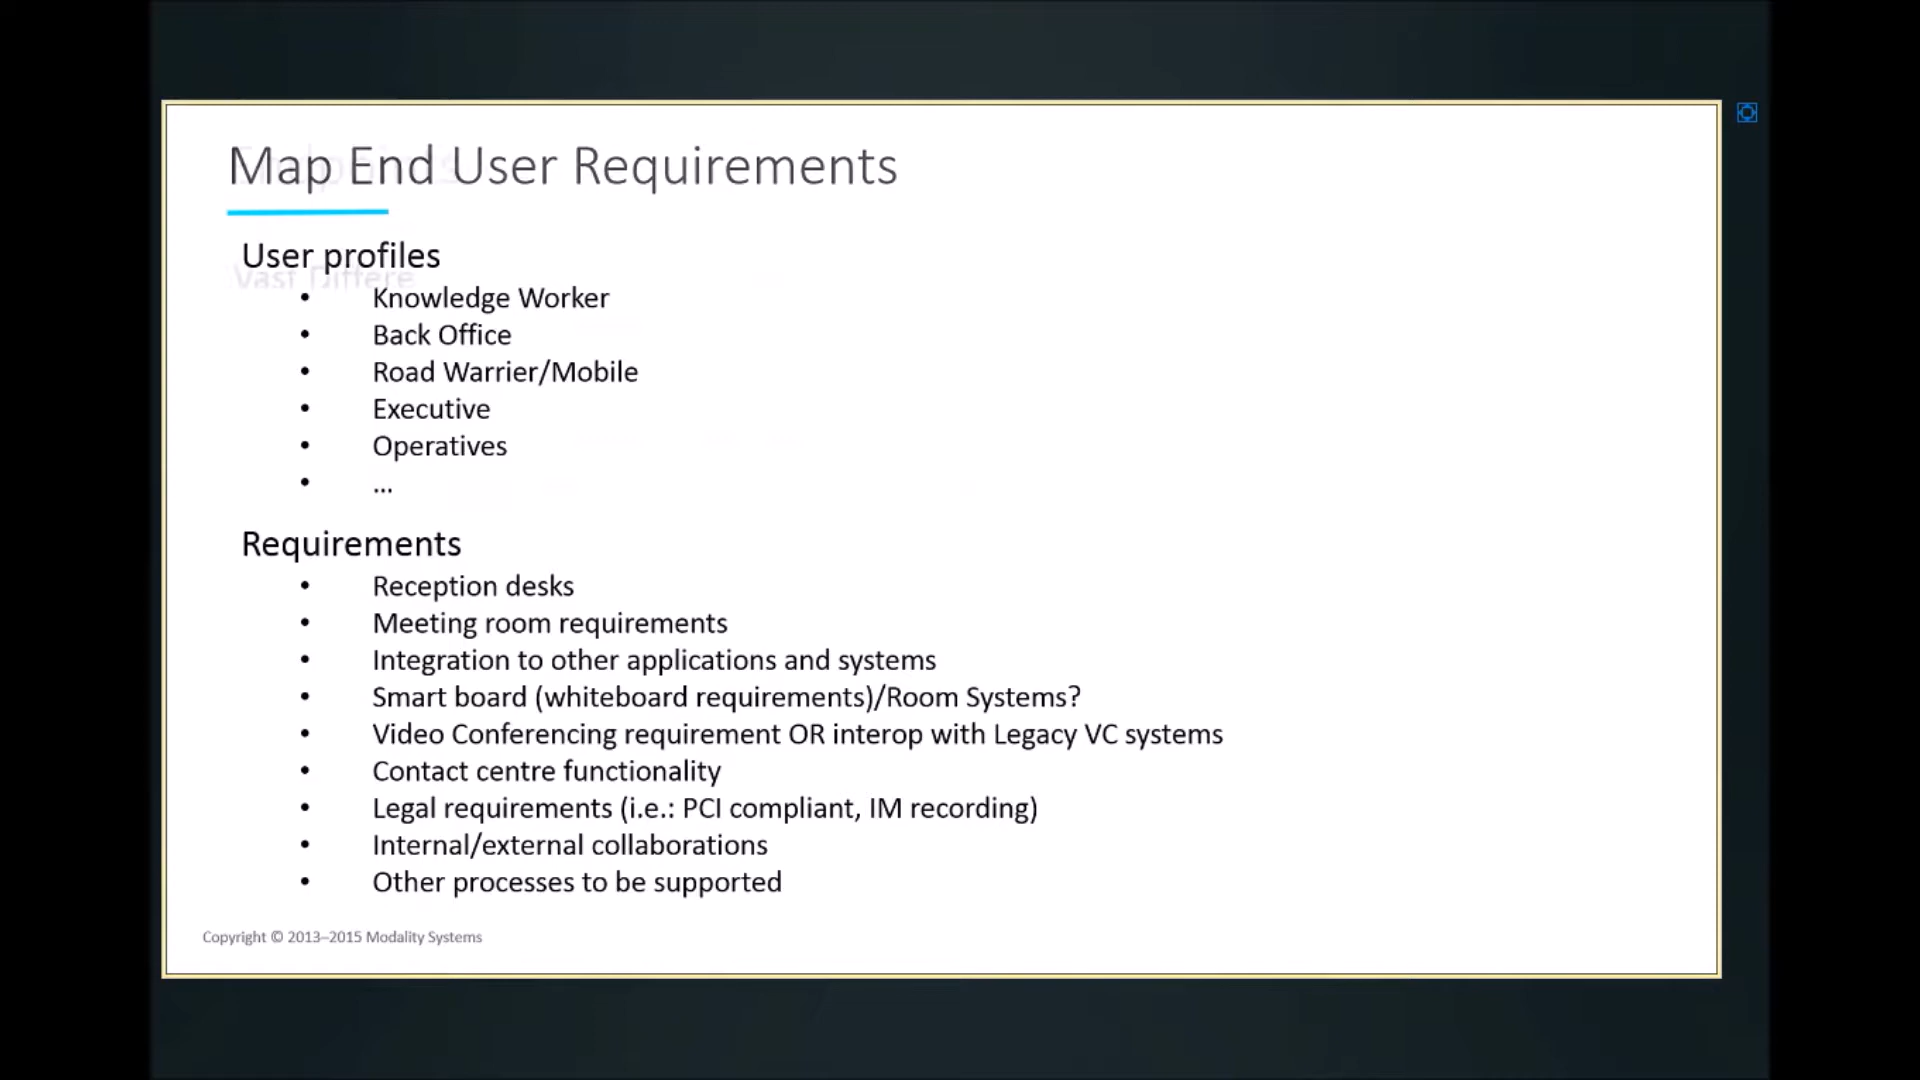 Map End User Requirements
User profiles
• Knowledge Worker
• Back Office
• Road Warrier/Mobile
• Executive
• Operatives
• ...
Requirements
• Reception desks
• Meeting room requirements
• Integration to other applications and systems
• Smart board (whiteboard requirements)/Room Systems?
• Video Conferencing requirement OR interop with Legacy VC systems
• Contact centre functionality
• Legal requirements (i.e.: PCI compliant, IM recording)
• Internal/external collaborations
• Other processes to be supported
Copyright © 2013–2015 Modality Systems